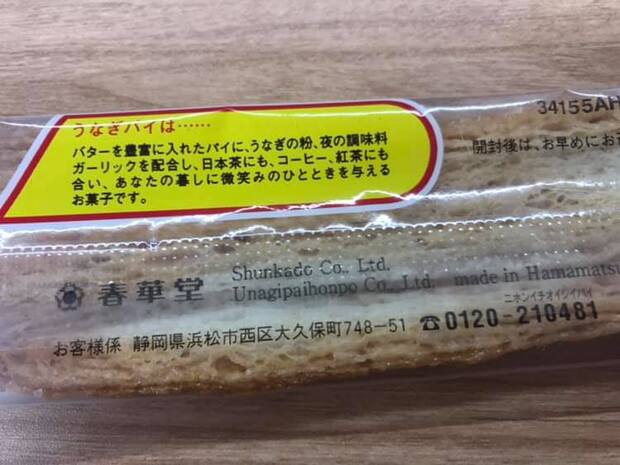 うなぎパイは……
バターを豊富に入れたパイに、うなぎの粉、夜の調味料
ガーリックを配合し、日本茶にも、コーヒー、紅茶にも
合い、あなたの暮しに微笑みのひとときを与える
お菓子です。
34155AH
開封後は、お早めにお
春華堂
Shunkado Co., Ltd.
Unagipaihonpo Co., Ltd. made in Hamamatsu
ニホンイチオイシイパイ
お客様係 静岡県浜松市西区大久保町748−51 ☎0120-210481